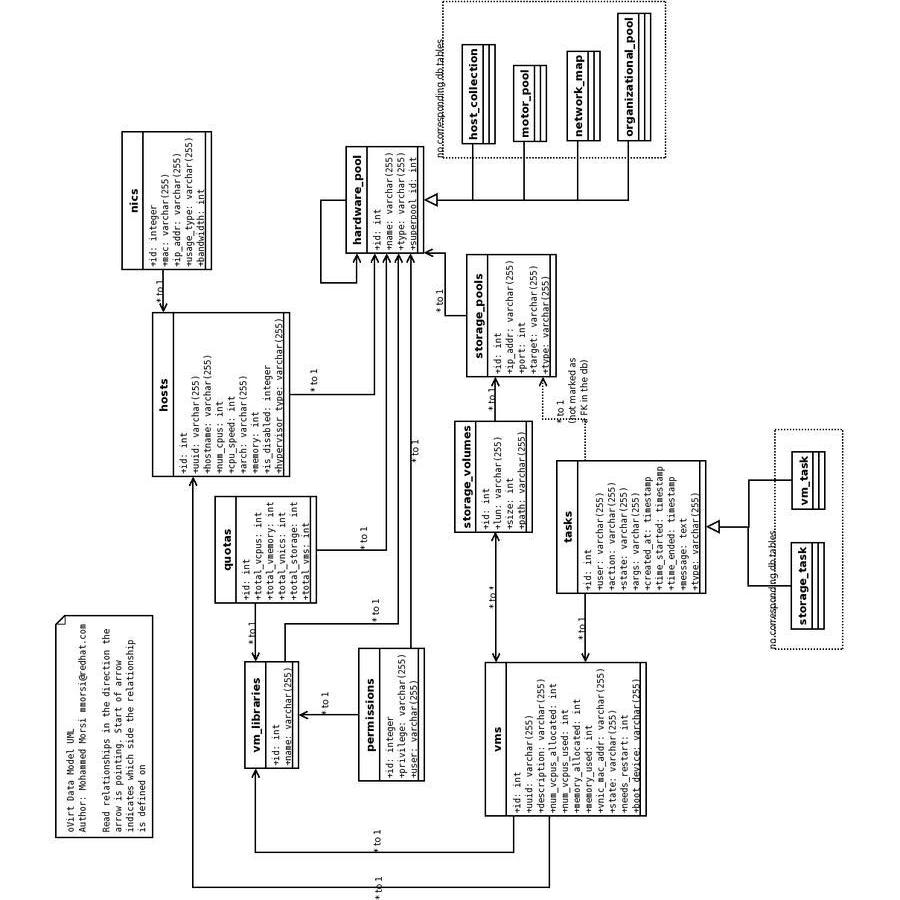 oVirt Data Model UML
Author: Mohammed Morsi mmorsi@redhat.com
Read relationships in the direction the
arrow is pointing. Start of arrow
indicates which side the relationship
is defined on
nics
+id: integer
+mac: varchar(255)
+ip_addr: varchar(255)
+usage_type: varchar(255)
+bandwidth: int
* to 1
hosts
+id: int
+uuid: varchar(255)
+hostname: varchar(255)
+num_cpus: int
+cpu_speed: int
+arch: varchar(255)
+memory: int
+is_disabled: integer
+hypervisor_type: varchar(255)
* to 1
quotas
+id: int
+total_vcpus: int
+total_vmemory: int
+total_vnics: int
+total_storage: int
+total_vms: int
* to 1
* to 1
vm_libraries
+id: int
+name: varchar(255)
* to 1
* to 1
permissions
+id: integer
+privilege: varchar(255)
+user: varchar(255)
* to 1
hardware_pool
+id: int
+name: varchar(255)
+type: varchar(255)
+superpool_id: int
no corresponding db tables
host_collection
motor_pool
network_map
organizational_pool
* to 1
storage_pools
+id: int
+ip_addr: varchar(255)
+port: int
+target: varchar(255)
+type: varchar(255)
* to 1
storage_volumes
+id: int
+lun: varchar(255)
+size: int
+path: varchar(255)
* to *
* to 1
(not marked as
a FK in the db)
tasks
+id: int
+user: varchar(255)
+action: varchar(255)
+state: varchar(255)
+args: varchar(255)
+created_at: timestamp
+time_started: timestamp
+time_ended: timestamp
+message: text
+type: varchar(255)
* to 1
vms
+id: int
+uuid: varchar(255)
+description: varchar(255)
+num_vcpus_allocated: int
+num_vcpus_used: int
+memory_allocated: int
+memory_used: int
+vnic_mac_addr: varchar(255)
+state: varchar(255)
+needs_restart: int
+boot_device: varchar(255)
* to 1
* to 1
no corresponding db tables
storage_task
vm_task